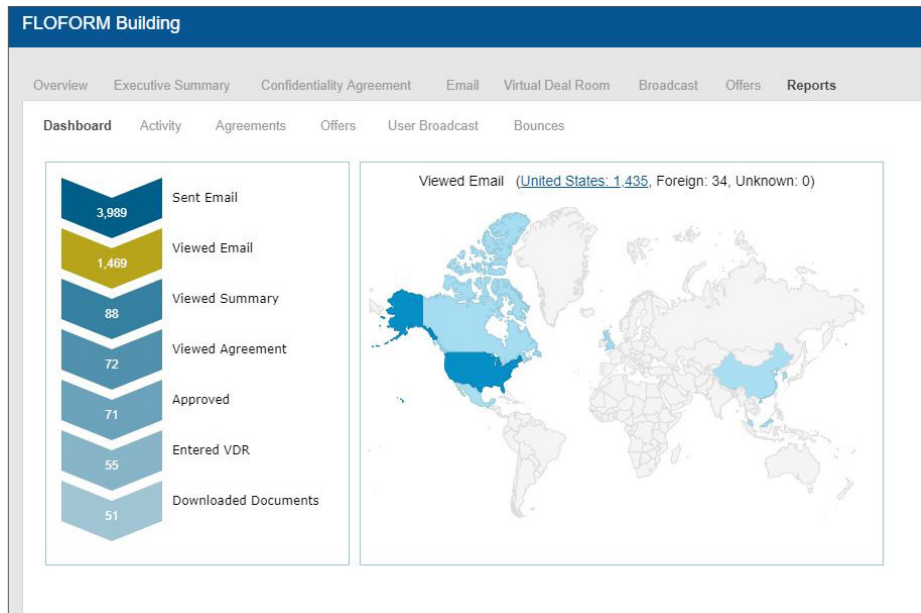 FLOFORM Building
Overview Executive Summary Confidentiality Agreement Email Virtual Deal Room Broadcast Offers Reports
Dashboard Activity Agreements Offers User Broadcast Bounces
3,989 Sent Email
1,469 Viewed Email
88 Viewed Summary
72 Viewed Agreement
71 Approved
55 Entered VDR
51 Downloaded Documents
Viewed Email (United States: 1,435, Foreign: 34, Unknown: 0)